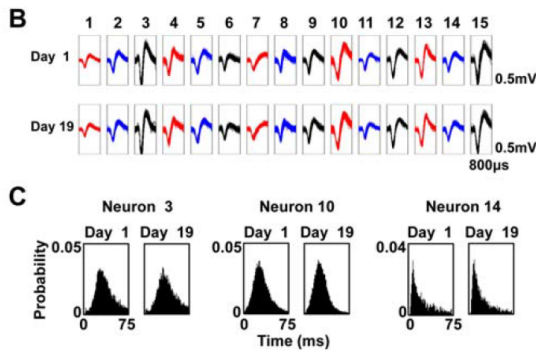 B
1 2 3 4 5 6 7 8 9 10 11 12 13 14 15
Day 1
0.5mV
Day 19
0.5mV
800μs
C
Neuron 3 Neuron 10 Neuron 14
Day 1 Day 19 Day 1 Day 19 Day 1 Day 19
0.05 0.05 0.04
Probability
0 0 0
0 75 0 75 0 75
Time (ms)